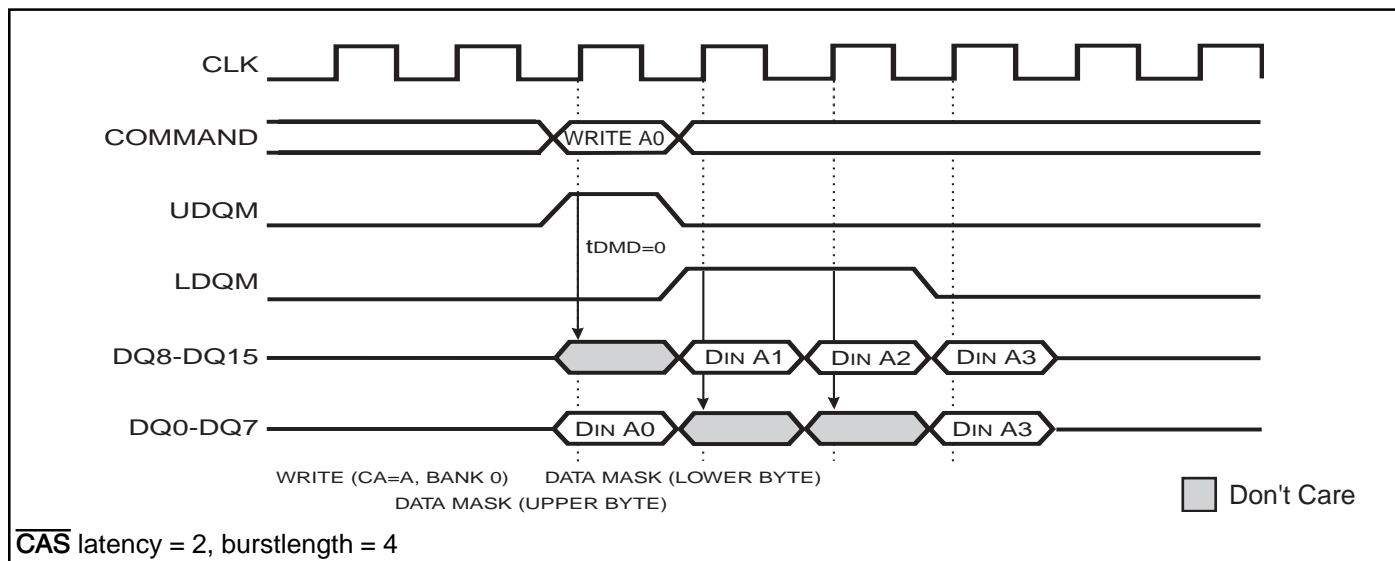 CLK
COMMAND
WRITE A0
UDQM
tDMD=0
LDQM
DQ8-DQ15
DIN A1
DIN A2
DIN A3
DQ0-DQ7
DIN A0
DIN A3
WRITE (CA=A, BANK 0)
DATA MASK (LOWER BYTE)
DATA MASK (UPPER BYTE)
Don't Care
CAS latency = 2, burstlength = 4